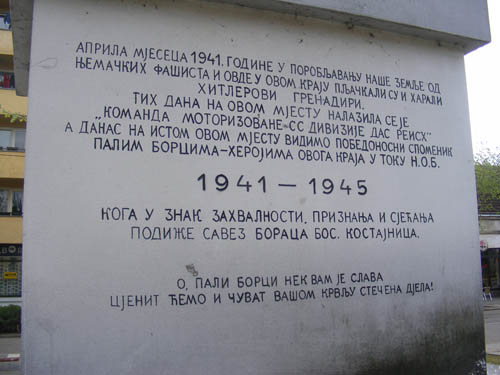 АПРИЛА МЈЕСЕЦА 1941. ГОДИНЕ У ПОРОБЉАВАЊУ НАШЕ ЗЕМЉЕ ОД
ЊЕМАЧКИХ ФАШИСТА И ОВДЕ У ОВОМ КРАЈУ ПЉАЧКАЛИ СУ И ХАРАЛИ
ХИТЛЕРОВИ ГРЕНАДИРИ.
ТИХ ДАНА НА ОВОМ МЈЕСТУ НАЛАЗИЛА СЕ ЈЕ
„КОМАНДА МОТОРИЗОВАНЕ СС ДИВИЗИЈЕ ДАС РЕИСХ”
А ДАНАС НА ИСТОМ ОВОМ МЈЕСТУ ВИДИМО ПОБЕДОНОСНИ СПОМЕНИК
ПАЛИМ БОРЦИМА-ХЕРОЈИМА ОВОГА КРАЈА У ТОКУ Н.О.Б.
1941 — 1945
КОГА У ЗНАК ЗАХВАЛНОСТИ, ПРИЗНАЊА И СЈЕЋАЊА
ПОДИЖЕ САВЕЗ БОРАЦА БОС. КОСТАЈНИЦА.
О, ПАЛИ БОРЦИ НЕК ВАМ ЈЕ СЛАВА
ЦЈЕНИТ ЋЕМО И ЧУВАТ ВАШОМ КРВЉУ СТЕЧЕНА ДЈЕЛА!